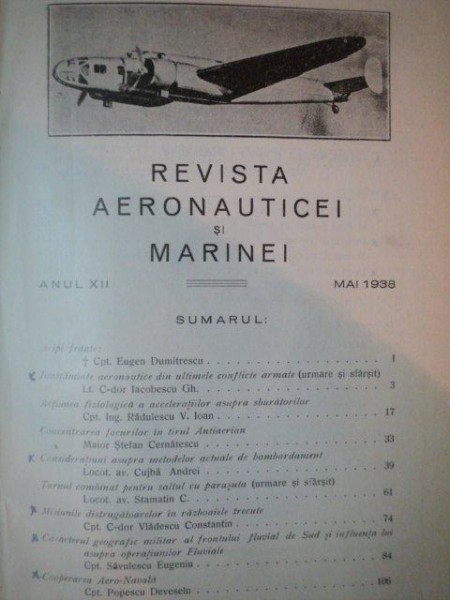 REVISTA
AERONAUTICEI
ȘI
MARINEI
ANUL XII MAI 1938
SUMARUL:
Aripi frânte:
† Cpt. Eugen Dumitrescu . . . . . . . . . . 1
Învățăminte aeronautice din ultimele conflicte armate (urmare și sfârșit)
Lt. C-dor Iacobescu Gh. . . . . . . . . . . 3
Acțiunea fiziologică a accelerațiilor asupra sburătorilor
Cpt. Ing. Rădulescu V. Ioan . . . . . . . . . . 17
Concentrarea focurilor în tirul Antiaerian
Maior Ștefan Cernătescu . . . . . . . . . . 33
Considerațiuni asupra metodelor actuale de bombardament
Locot. av. Cujbă Andrei . . . . . . . . . . 39
Turnul combinat pentru saltul cu parașuta (urmare și sfârșit)
Locot. av. Stamatin C. . . . . . . . . . . 61
Misiunile distrugătoarelor în războaiele trecute
Cpt. C-dor Vlădescu Constantin . . . . . . . . . . 74
Caracterul geografic militar al frontului fluvial de Sud și influența lui
asupra operațiunilor Fluviale
Cpt. Săvulescu Eugeniu . . . . . . . . . . 84
Cooperarea Aero-Navală
Cpt. Popescu Deveselu . . . . . . . . . . 106